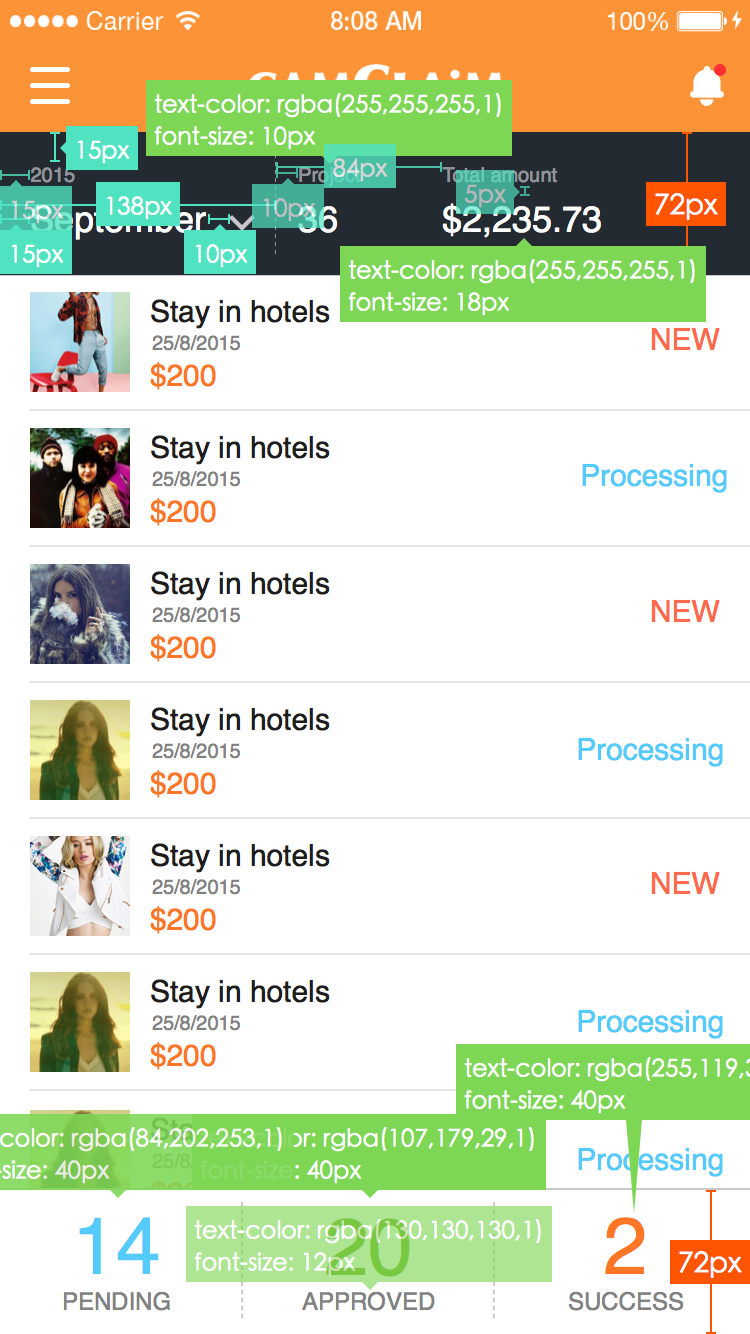 Carrier 8:08 AM 100%
CAMCLAiM
text-color: rgba(255,255,255,1)
font-size: 10px
15px
2015 Project 84px Total amount
15px 138px 10px 5px 72px
September 36 $2,235.73
15px 10px
text-color: rgba(255,255,255,1)
font-size: 18px
Stay in hotels
25/8/2015
$200
NEW
Stay in hotels
25/8/2015
$200
Processing
Stay in hotels
25/8/2015
$200
NEW
Stay in hotels
25/8/2015
$200
Processing
Stay in hotels
25/8/2015
$200
NEW
Stay in hotels
25/8/2015
$200
Processing
text-color: rgba(255,119,3
font-size: 40px
color: rgba(84,202,253,1) or: rgba(107,179,29,1)
-size: 40px font-size: 40px
Processing
text-color: rgba(130,130,130,1)
font-size: 12px
14 20 2
72px
PENDING APPROVED SUCCESS